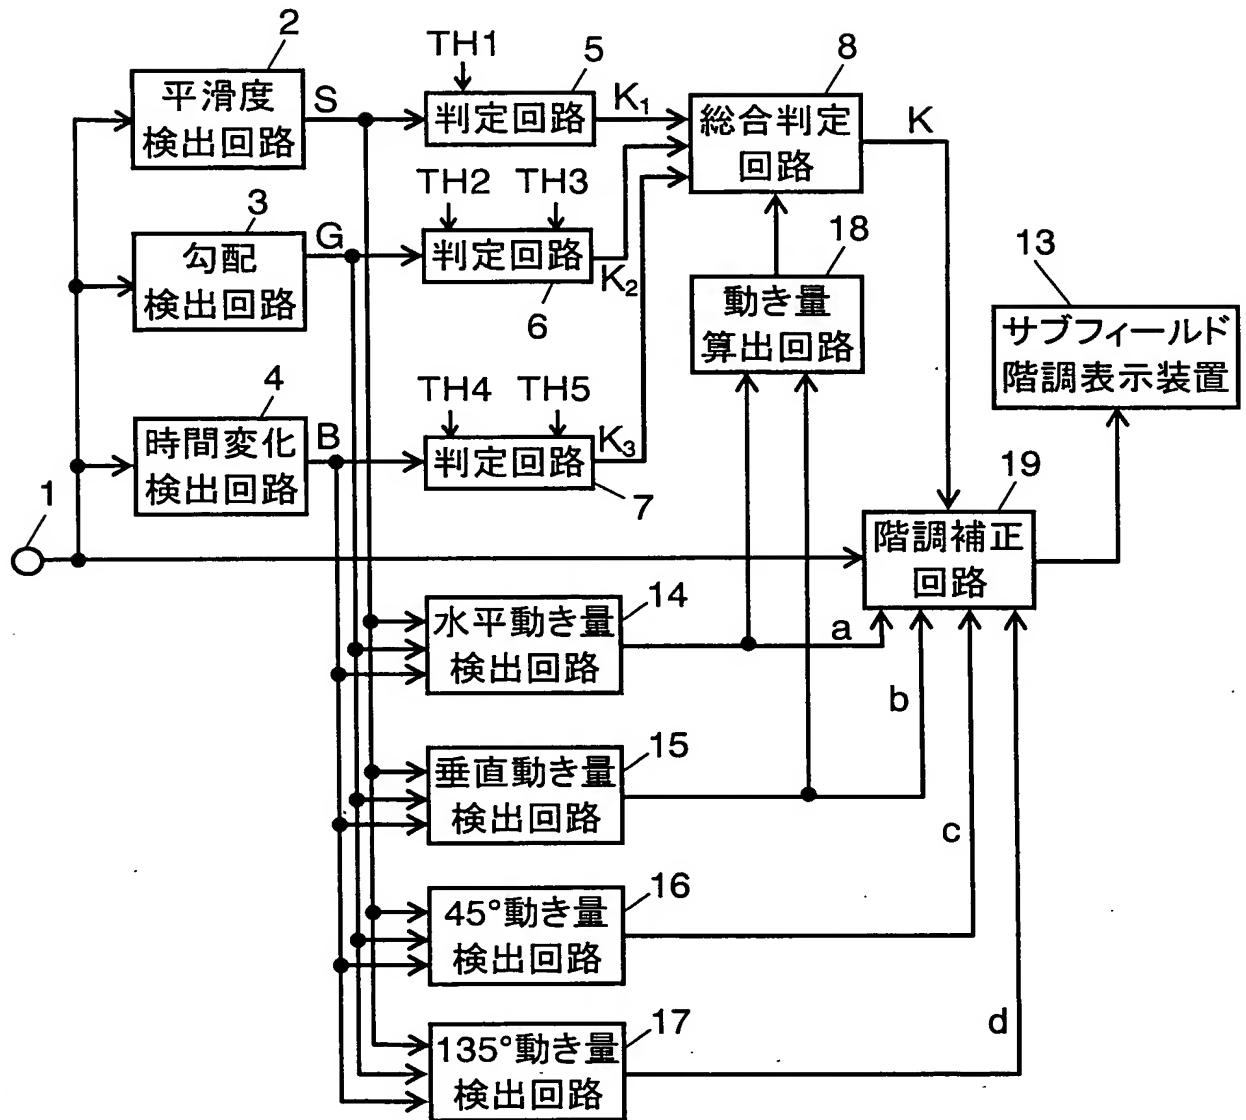 2
平滑度
検出回路
S
TH1
5
判定回路
K₁
8
総合判定
回路
K
3
勾配
検出回路
G
TH2
TH3
判定回路
6
K₂
18
動き量
算出回路
13
サブフィールド
階調表示装置
4
時間変化
検出回路
B
TH4
TH5
判定回路
7
K₃
1
19
階調補正
回路
14
水平動き量
検出回路
a
15
垂直動き量
検出回路
b
16
45°動き量
検出回路
c
17
135°動き量
検出回路
d